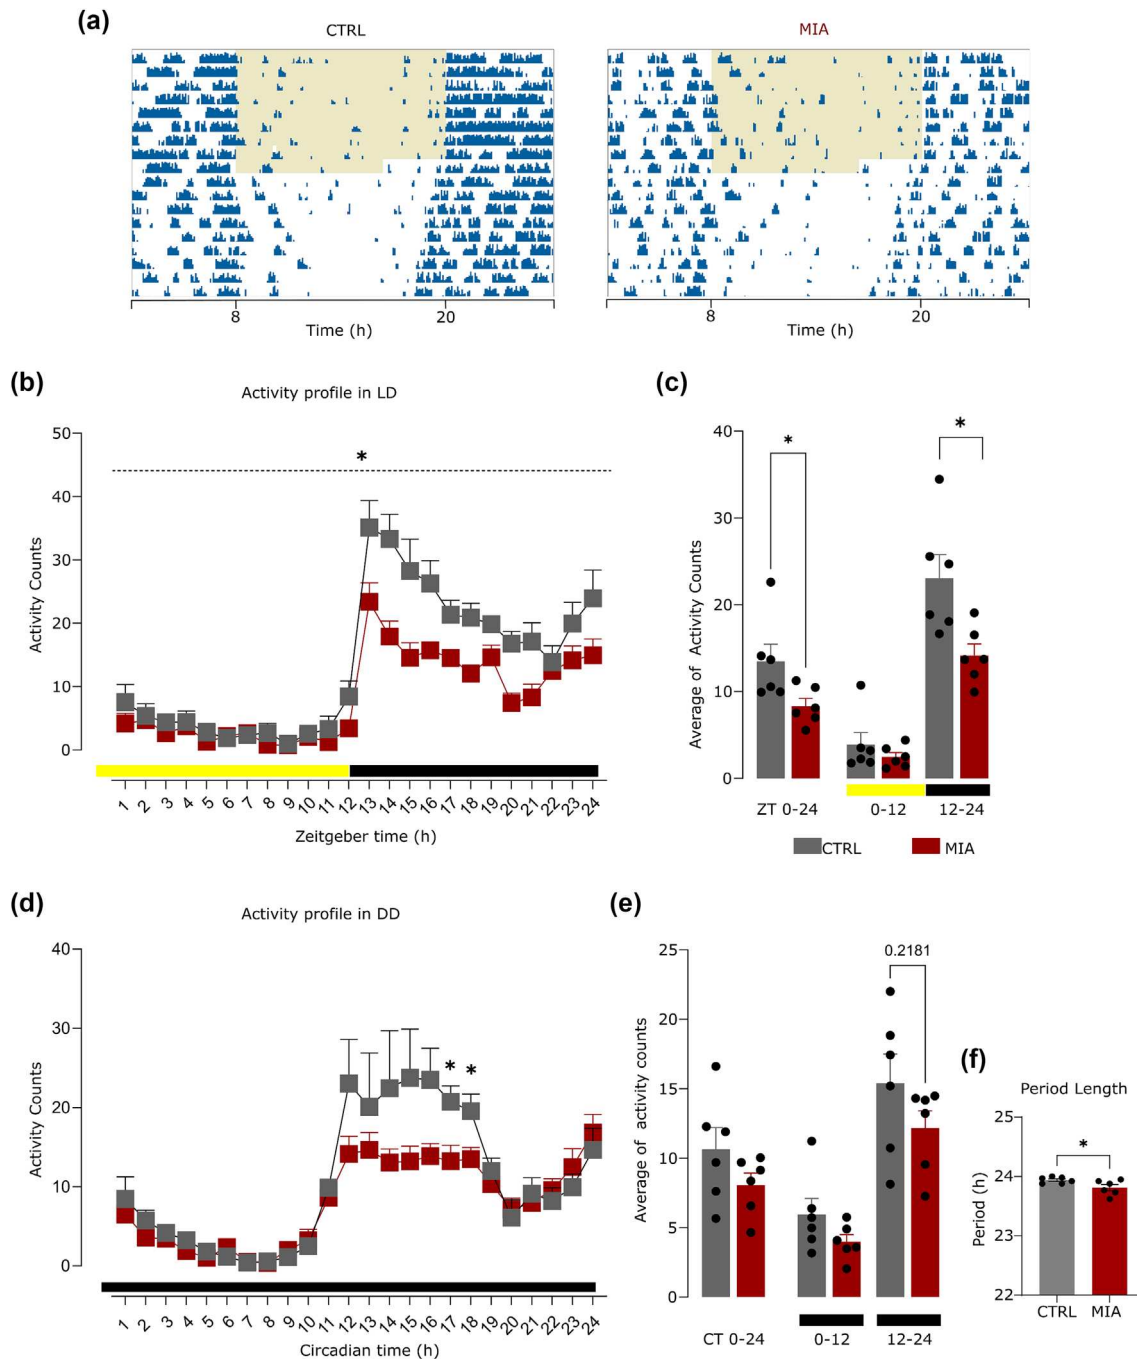 (a)
CTRL
MIA
8
20
Time (h)
8
20
Time (h)
(b)
Activity profile in LD
50
40
30
20
10
0
Activity Counts
*
1 2 3 4 5 6 7 8 9 10 11 12 13 14 15 16 17 18 19 20 21 22 23 24
Zeitgeber time (h)
(c)
40
30
20
10
0
Average of Activity Counts
*
*
ZT 0-24
0-12
12-24
CTRL
MIA
(d)
Activity profile in DD
40
30
20
10
0
Activity Counts
* *
1 2 3 4 5 6 7 8 9 10 11 12 13 14 15 16 17 18 19 20 21 22 23 24
Circadian time (h)
(e)
25
20
15
10
5
0
Average of activity counts
0.2181
CT 0-24
0-12
12-24
(f)
Period Length
25
24
23
22
Period (h)
*
CTRL
MIA